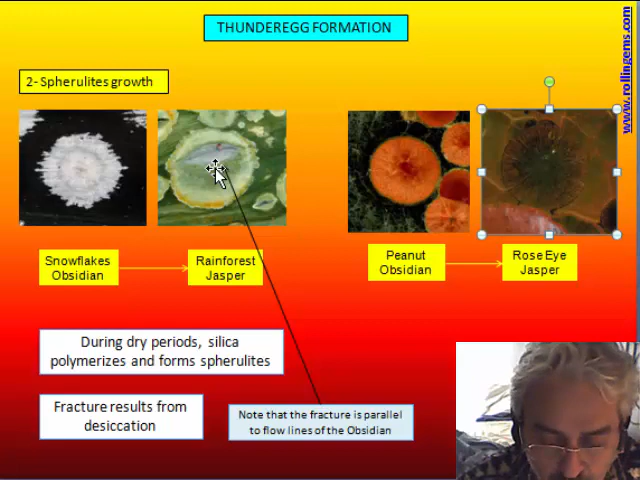 THUNDEREGG FORMATION
www.rollingems.com
2- Spherulites growth
Snowflakes
Obsidian
Rainforest
Jasper
Peanut
Obsidian
Rose Eye
Jasper
During dry periods, silica
polymerizes and forms spherulites
Fracture results from
desiccation
Note that the fracture is parallel
to flow lines of the Obsidian